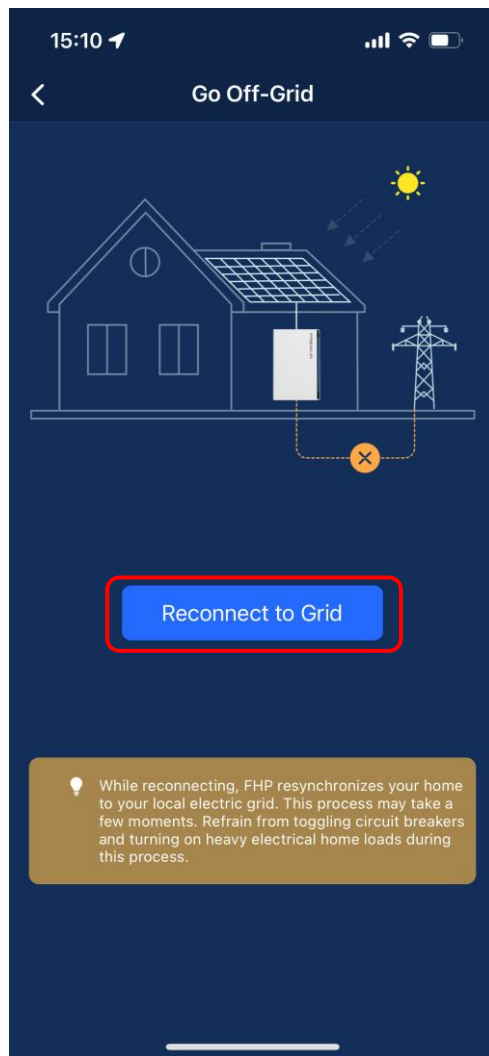 15:10
Go Off-Grid
Reconnect to Grid
While reconnecting, FHP resynchronizes your home
to your local electric grid. This process may take a
few moments. Refrain from toggling circuit breakers
and turning on heavy electrical home loads during
this process.